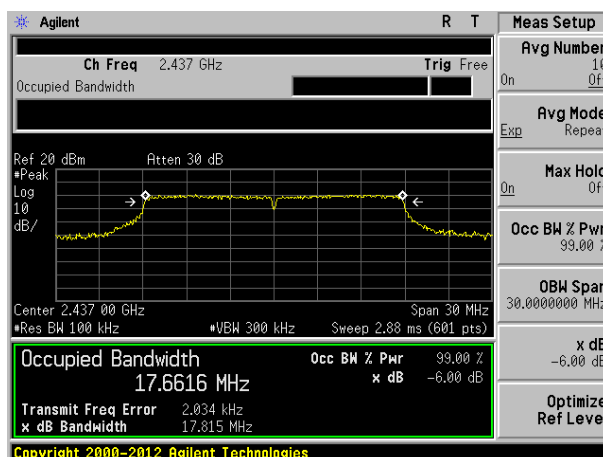 Agilent R T Meas Setup
Ch Freq 2.437 GHz Trig Free
Occupied Bandwidth
Ref 20 dBm Atten 30 dB
#Peak
Log
10
dB/
Center 2.437 00 GHz Span 30 MHz
#Res BW 100 kHz #VBW 300 kHz Sweep 2.88 ms (601 pts)
Occupied Bandwidth
17.6616 MHz
Occ BW % Pwr 99.00 %
x dB -6.00 dB
Transmit Freq Error 2.034 kHz
x dB Bandwidth 17.815 MHz
Copyright 2000-2012 Agilent Technologies
Avg Number
10
On Of
Avg Mode
Exp Repea
Max Hold
On Of
Occ BW % Pwr
99.00 %
OBW Span
30.0000000 MHz
x dB
-6.00 dB
Optimize
Ref Leve